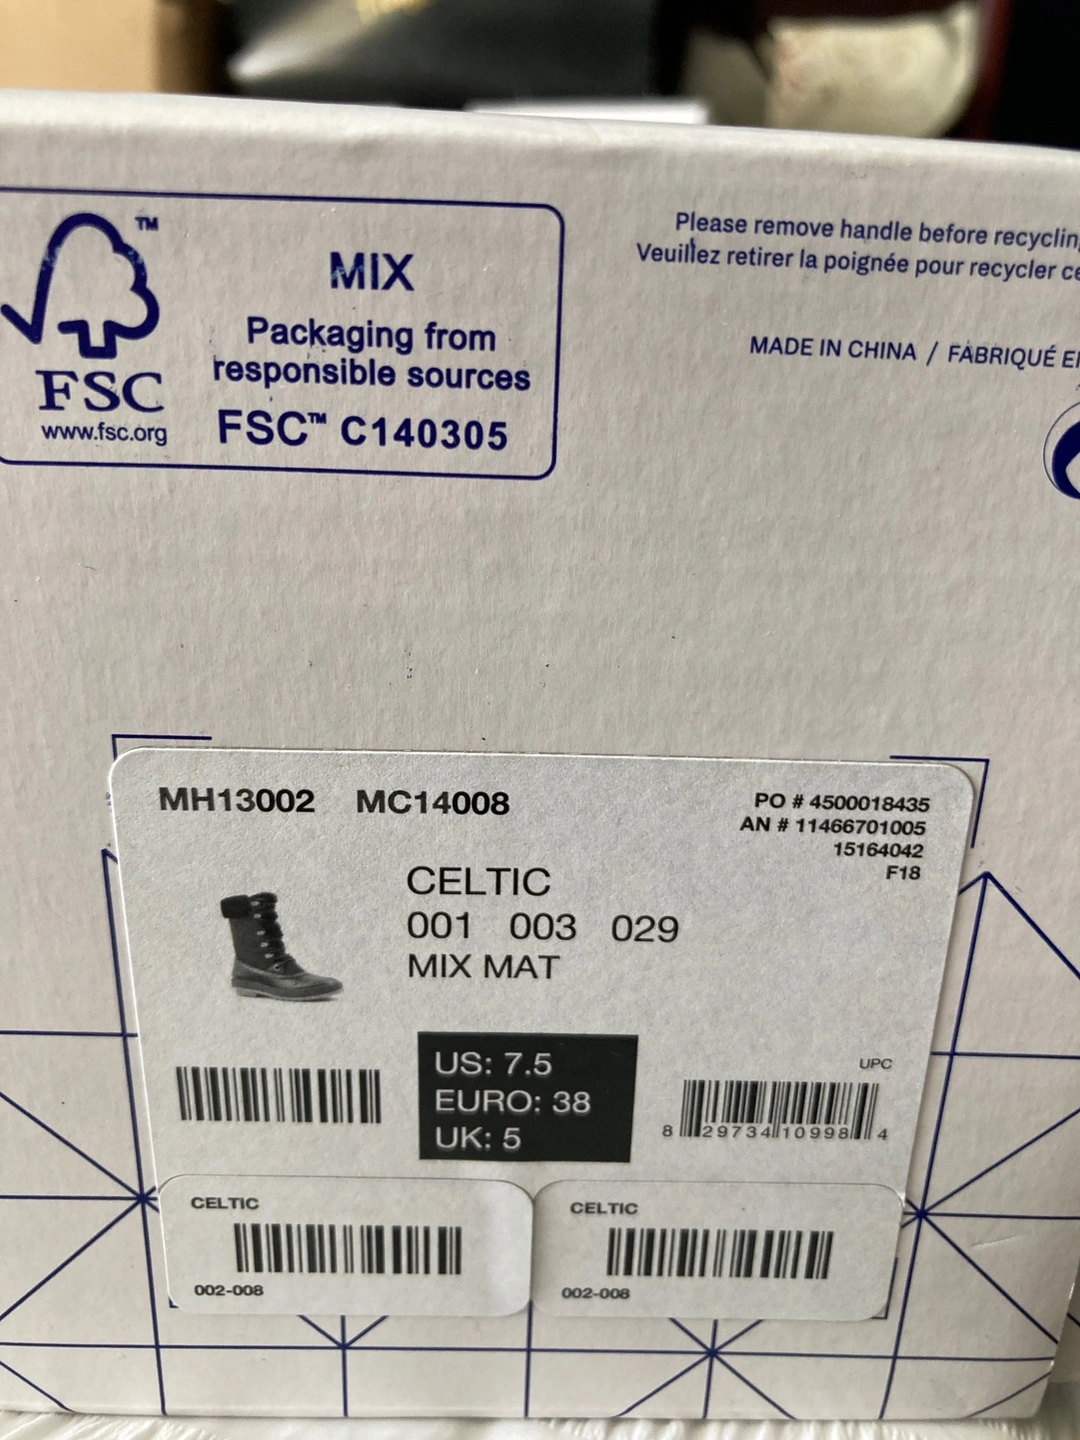 TM
MIX
Packaging from
responsible sources
FSC™ C140305
FSC
www.fsc.org
Please remove handle before recycling
Veuillez retirer la poignée pour recycler
MADE IN CHINA / FABRIQUÉ
MH13002 MC14008
PO # 4500018435
AN # 11466701005
15164042
F18
CELTIC
001 003 029
MIX MAT
US: 7.5
EURO: 38
UK: 5
UPC
8 29734 10998 4
CELTIC
002-008
CELTIC
002-008